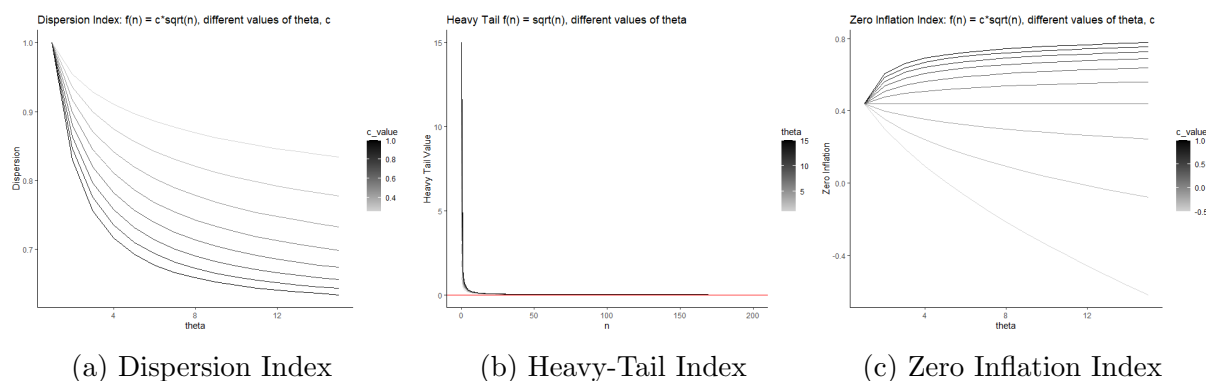 Dispersion Index: f(n) = c*sqrt(n), different values of theta, c
1.0
0.9
0.8
0.7
Dispersion
4
8
12
theta
c_value
1.0
0.8
0.6
0.4
(a) Dispersion Index
Heavy Tail f(n) = sqrt(n), different values of theta
15
10
5
0
Heavy Tail Value
0
50
100
150
200
n
theta
15
10
5
(b) Heavy-Tail Index
Zero Inflation Index: f(n) = c*sqrt(n), different values of theta, c
0.8
0.4
0.0
-0.4
Zero Inflation
4
8
12
theta
c_value
1.0
0.5
0.0
-0.5
(c) Zero Inflation Index